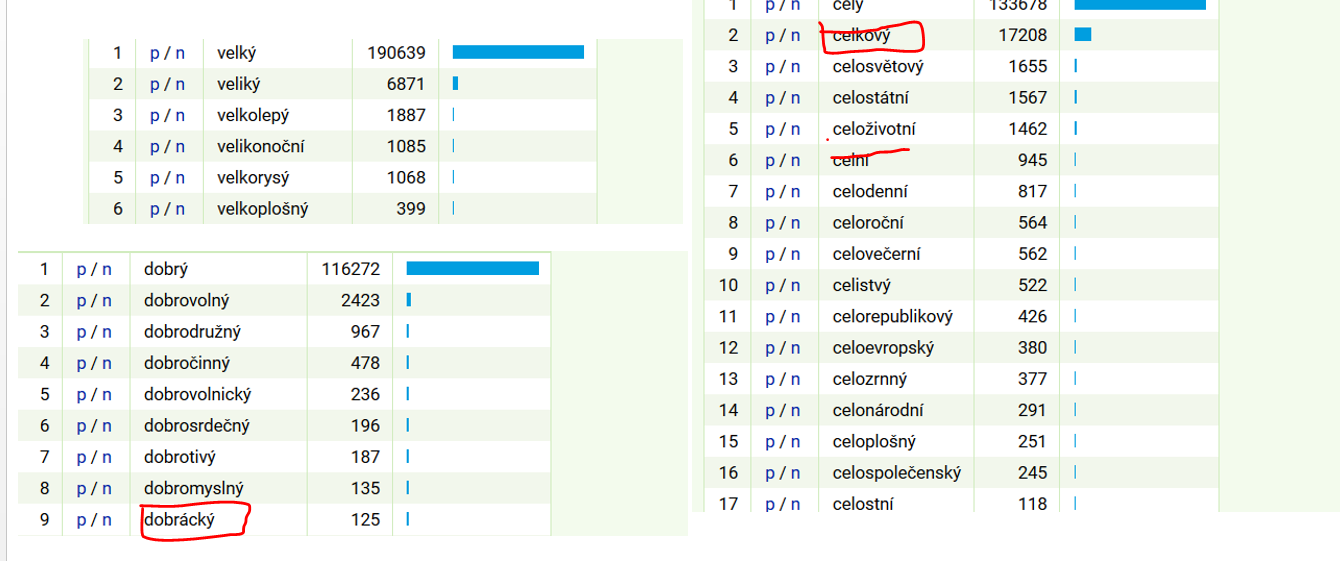 1 p / n velký 190639
2 p / n veliký 6871
3 p / n velkolepý 1887
4 p / n velikonoční 1085
5 p / n velkorysý 1068
6 p / n velkoplošný 399
1 p / n dobrý 116272
2 p / n dobrovolný 2423
3 p / n dobrodružný 967
4 p / n dobročinný 478
5 p / n dobrovolnický 236
6 p / n dobrosrdečný 196
7 p / n dobrotivý 187
8 p / n dobromyslný 135
9 p / n dobrácký 125
1 p / n celý 133678
2 p / n celkový 17208
3 p / n celosvětový 1655
4 p / n celostátní 1567
5 p / n celoživotní 1462
6 p / n celní 945
7 p / n celodenní 817
8 p / n celoroční 564
9 p / n celovečerní 562
10 p / n celistvý 522
11 p / n celorepublikový 426
12 p / n celoevropský 380
13 p / n celozrnný 377
14 p / n celonárodní 291
15 p / n celoplošný 251
16 p / n celospolečenský 245
17 p / n celostní 118